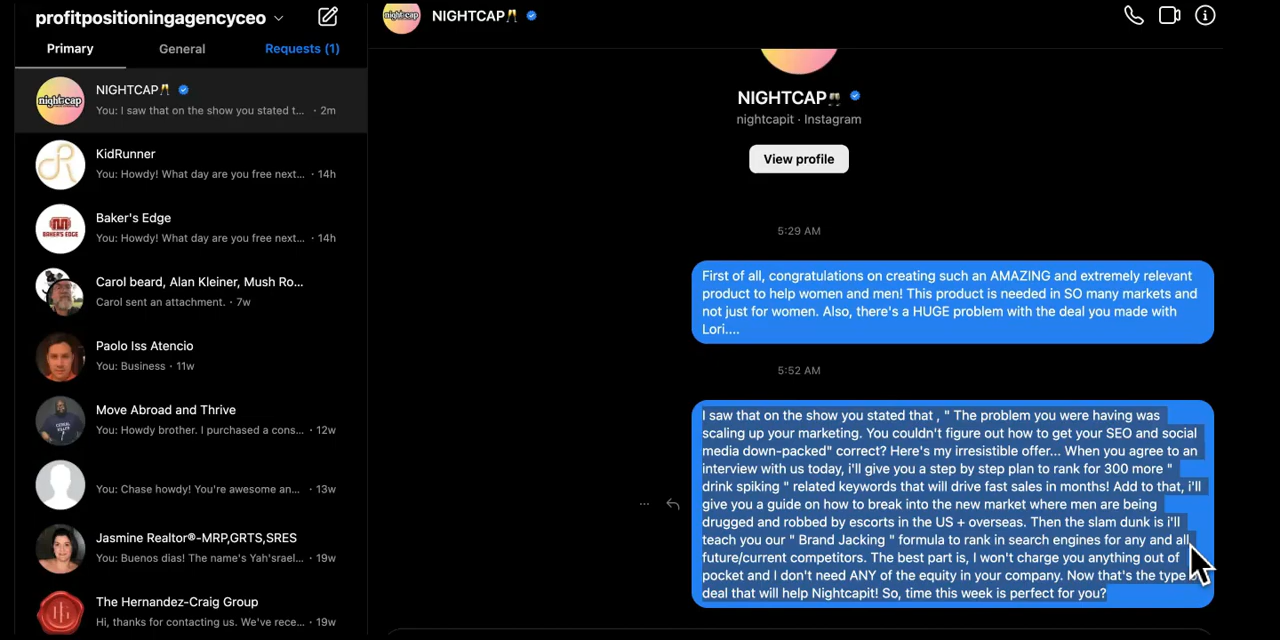 profitpositioningagencyceo
Primary General Requests (1)
nightcap
NIGHTCAP🥂
You: I saw that on the show you stated t... · 2m
KidRunner
You: Howdy! What day are you free next... · 14h
BAKER'S EDGE
Baker's Edge
You: Howdy! What day are you free next... · 14h
Carol beard, Alan Kleiner, Mush Ro...
Carol sent an attachment. · 7w
Paolo Iss Atencio
You: Business · 11w
Move Abroad and Thrive
You: Howdy brother. I purchased a cons... · 12w
You: Chase howdy! You're awesome an... · 13w
Jasmine Realtor®-MRP,GRTS,SRES
You: Buenos dias! The name's Yah'srael... · 19w
The Hernandez-Craig Group
Hi, thanks for contacting us. We've rece... · 19w
nightcap
NIGHTCAP🥂
NIGHTCAP🥂
nightcapit · Instagram
View profile
5:29 AM
First of all, congratulations on creating such an AMAZING and extremely relevant
product to help women and men! This product is needed in SO many markets and
not just for women. Also, there's a HUGE problem with the deal you made with
Lori....
5:52 AM
I saw that on the show you stated that , " The problem you were having was
scaling up your marketing. You couldn't figure out how to get your SEO and social
media down-packed" correct? Here's my irresistible offer... When you agree to an
interview with us today, i'll give you a step by step plan to rank for 300 more "
drink spiking " related keywords that will drive fast sales in months! Add to that, i'll
give you a guide on how to break into the new market where men are being
drugged and robbed by escorts in the US + overseas. Then the slam dunk is i'll
teach you our " Brand Jacking " formula to rank in search engines for any and all
future/current competitors. The best part is, I won't charge you anything out of
pocket and I don't need ANY of the equity in your company. Now that's the type
deal that will help Nightcapit! So, time this week is perfect for you?